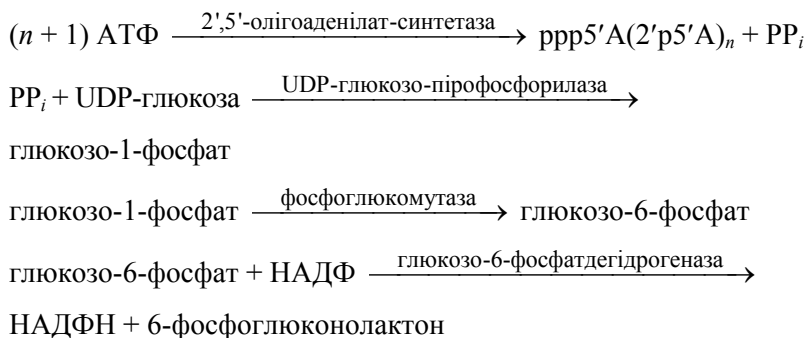 2',5'-олігоаденілат-синтетаза
(n + 1) АТФ ⟶ ppp5′A(2′p5′A)n + PPi
UDP-глюкозо-пірофосфорилаза
PPi + UDP-глюкоза ⟶
глюкозо-1-фосфат
фосфоглюкомутаза
глюкозо-1-фосфат ⟶ глюкозо-6-фосфат
глюкозо-6-фосфатдегідрогеназа
глюкозо-6-фосфат + НАДФ ⟶
НАДФН + 6-фосфоглюконолактон